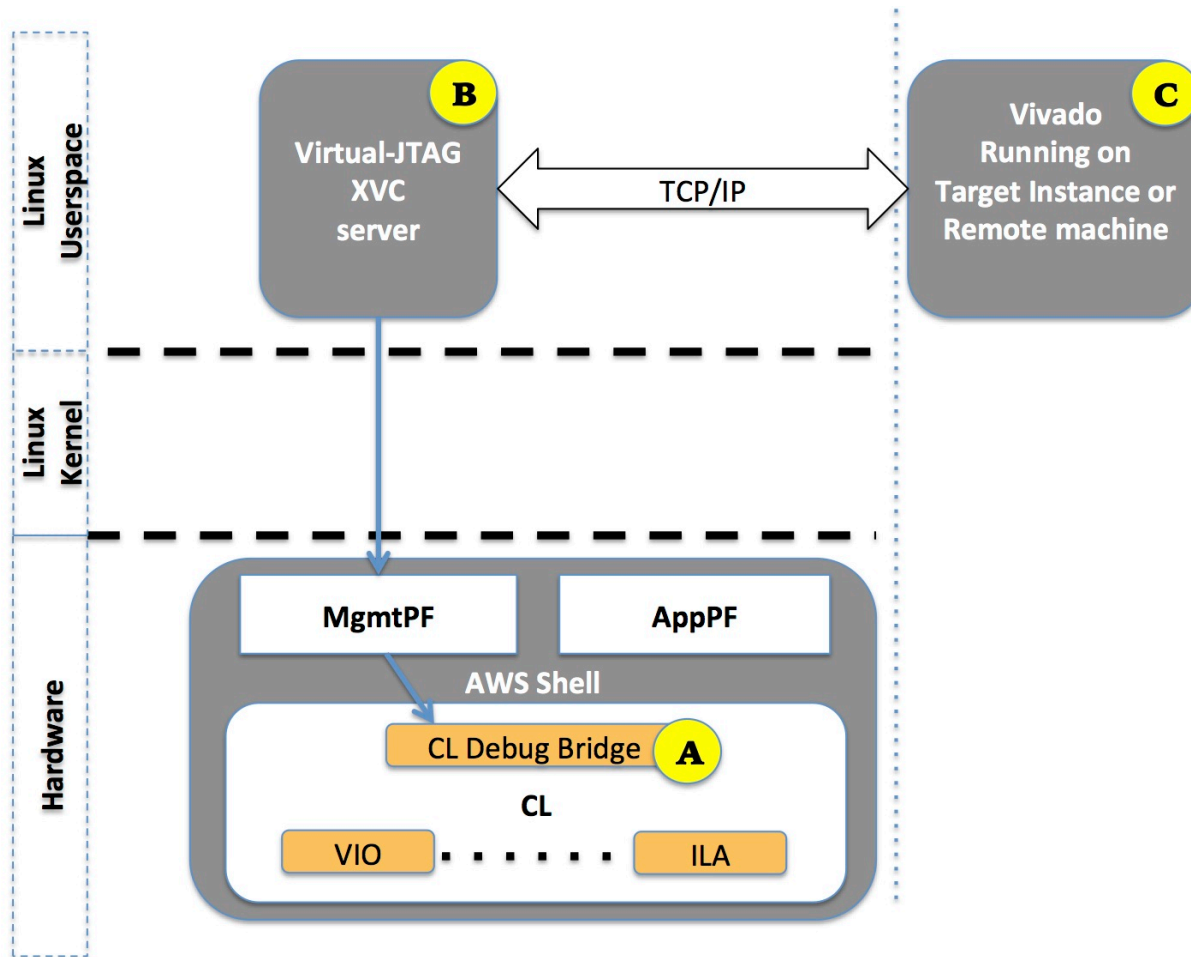 Linux
Userspace
B
Virtual-JTAG
XVC
server
TCP/IP
C
Vivado
Running on
Target Instance or
Remote machine
Linux
Kernel
Hardware
MgmtPF
AppPF
AWS Shell
CL Debug Bridge
A
CL
VIO
ILA